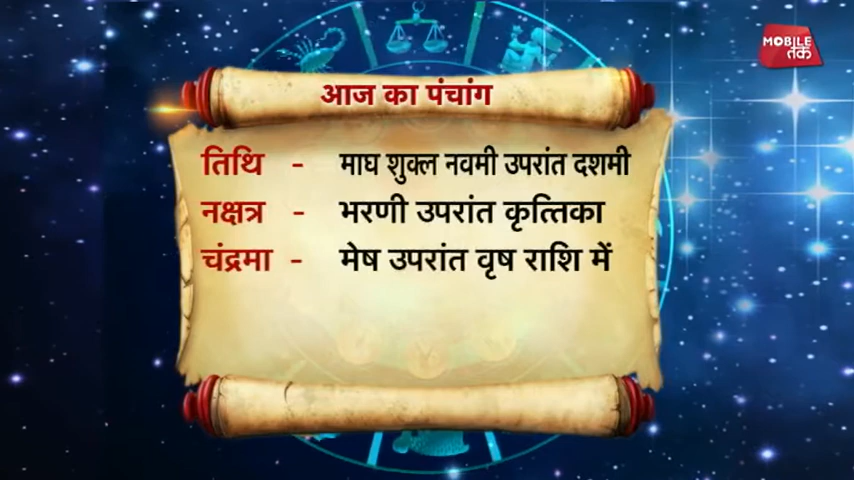 MOBILE
तक
आज का पंचांग
तिथि - माघ शुक्ल नवमी उपरांत दशमी
नक्षत्र - भरणी उपरांत कृत्तिका
चंद्रमा - मेष उपरांत वृष राशि में